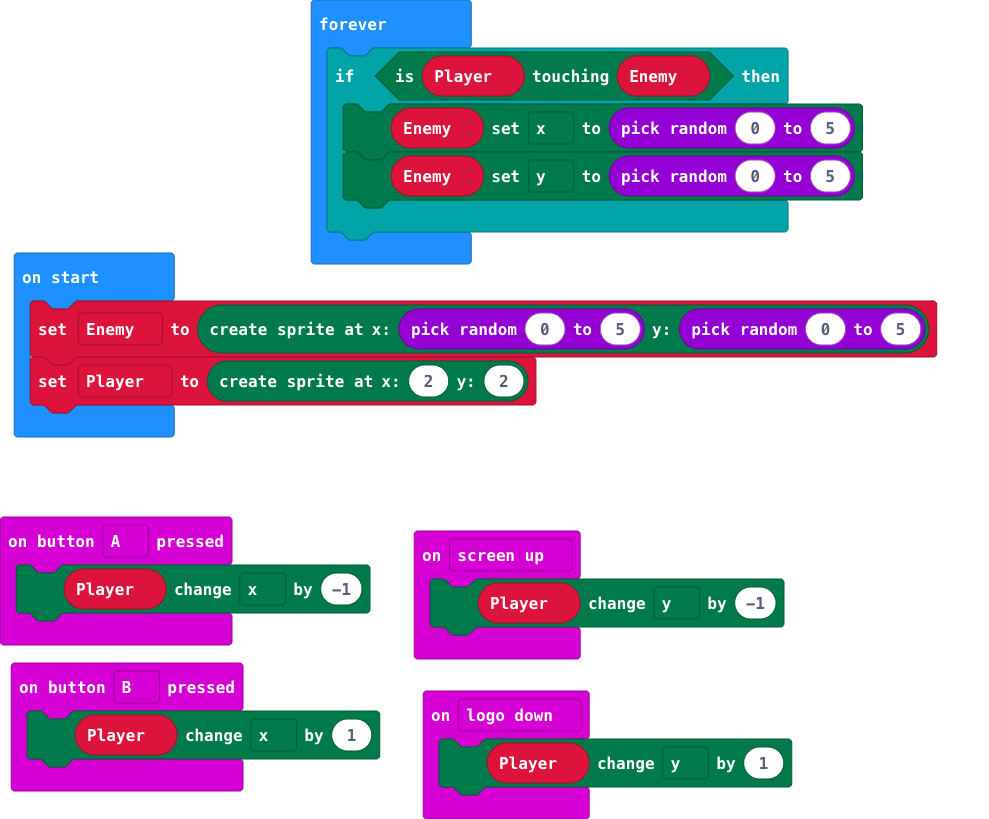 forever
if is Player touching Enemy then
Enemy set x to pick random 0 to 5
Enemy set y to pick random 0 to 5
on start
set Enemy to create sprite at x: pick random 0 to 5 y: pick random 0 to 5
set Player to create sprite at x: 2 y: 2
on button A pressed
Player change x by -1
on screen up
Player change y by -1
on button B pressed
Player change x by 1
on logo down
Player change y by 1